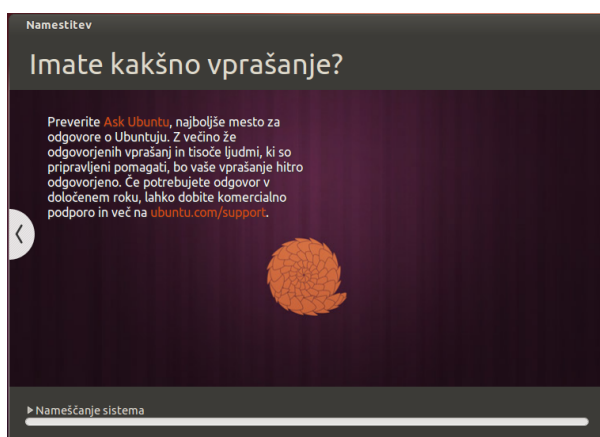 Namestitev
Imate kakšno vprašanje?
Preverite Ask Ubuntu, najboljše mesto za
odgovore o Ubuntuju. Z večino že
odgovorjenih vprašanj in tisoče ljudmi, ki so
pripravljeni pomagati, bo vaše vprašanje hitro
odgovorjeno. Če potrebujete odgovor v
določenem roku, lahko dobite komercialno
podporo in več na ubuntu.com/support.
Nameščanje sistema